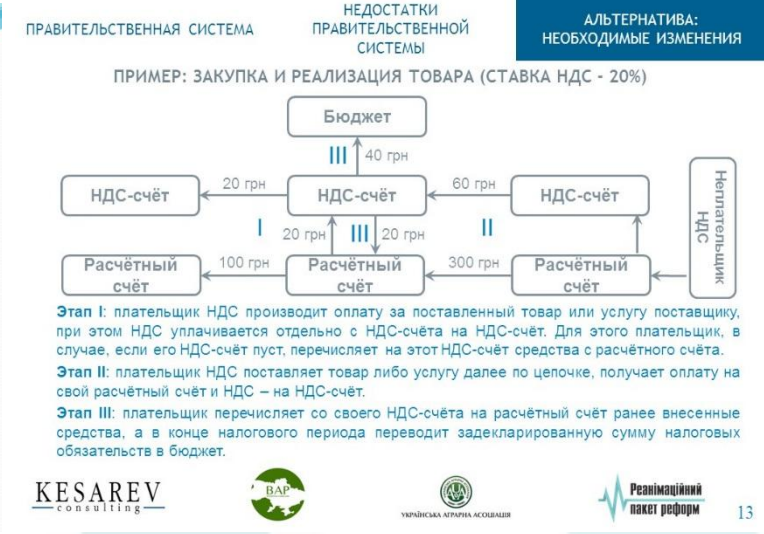 ПРАВИТЕЛЬСТВЕННАЯ СИСТЕМА
НЕДОСТАТКИ
ПРАВИТЕЛЬСТВЕННОЙ
СИСТЕМЫ
АЛЬТЕРНАТИВА:
НЕОБХОДИМЫЕ ИЗМЕНЕНИЯ
ПРИМЕР: ЗАКУПКА И РЕАЛИЗАЦИЯ ТОВАРА (СТАВКА НДС - 20%)
Бюджет
III 40 грн
НДС-счёт
20 грн
НДС-счёт
60 грн
НДС-счёт
Неплательщик
НДС
I
20 грн
III
20 грн
II
Расчётный
счёт
100 грн
Расчётный
счёт
300 грн
Расчётный
счёт
Этап I: плательщик НДС производит оплату за поставленный товар или услугу поставщику,
при этом НДС уплачивается отдельно с НДС-счёта на НДС-счёт. Для этого плательщик, в
случае, если его НДС-счёт пуст, перечисляет на этот НДС-счёт средства с расчётного счёта.
Этап II: плательщик НДС поставляет товар либо услугу далее по цепочке, получает оплату на
свой расчётный счёт и НДС – на НДС-счёт.
Этап III: плательщик перечисляет со своего НДС-счёта на расчётный счёт ранее внесенные
средства, а в конце налогового периода переводит задекларированную сумму налоговых
обязательств в бюджет.
KESAREV
consulting
ВАР
УКРАЇНСЬКА АГРАРНА АСОЦІАЦІЯ
Реанімаційний
пакет реформ
13